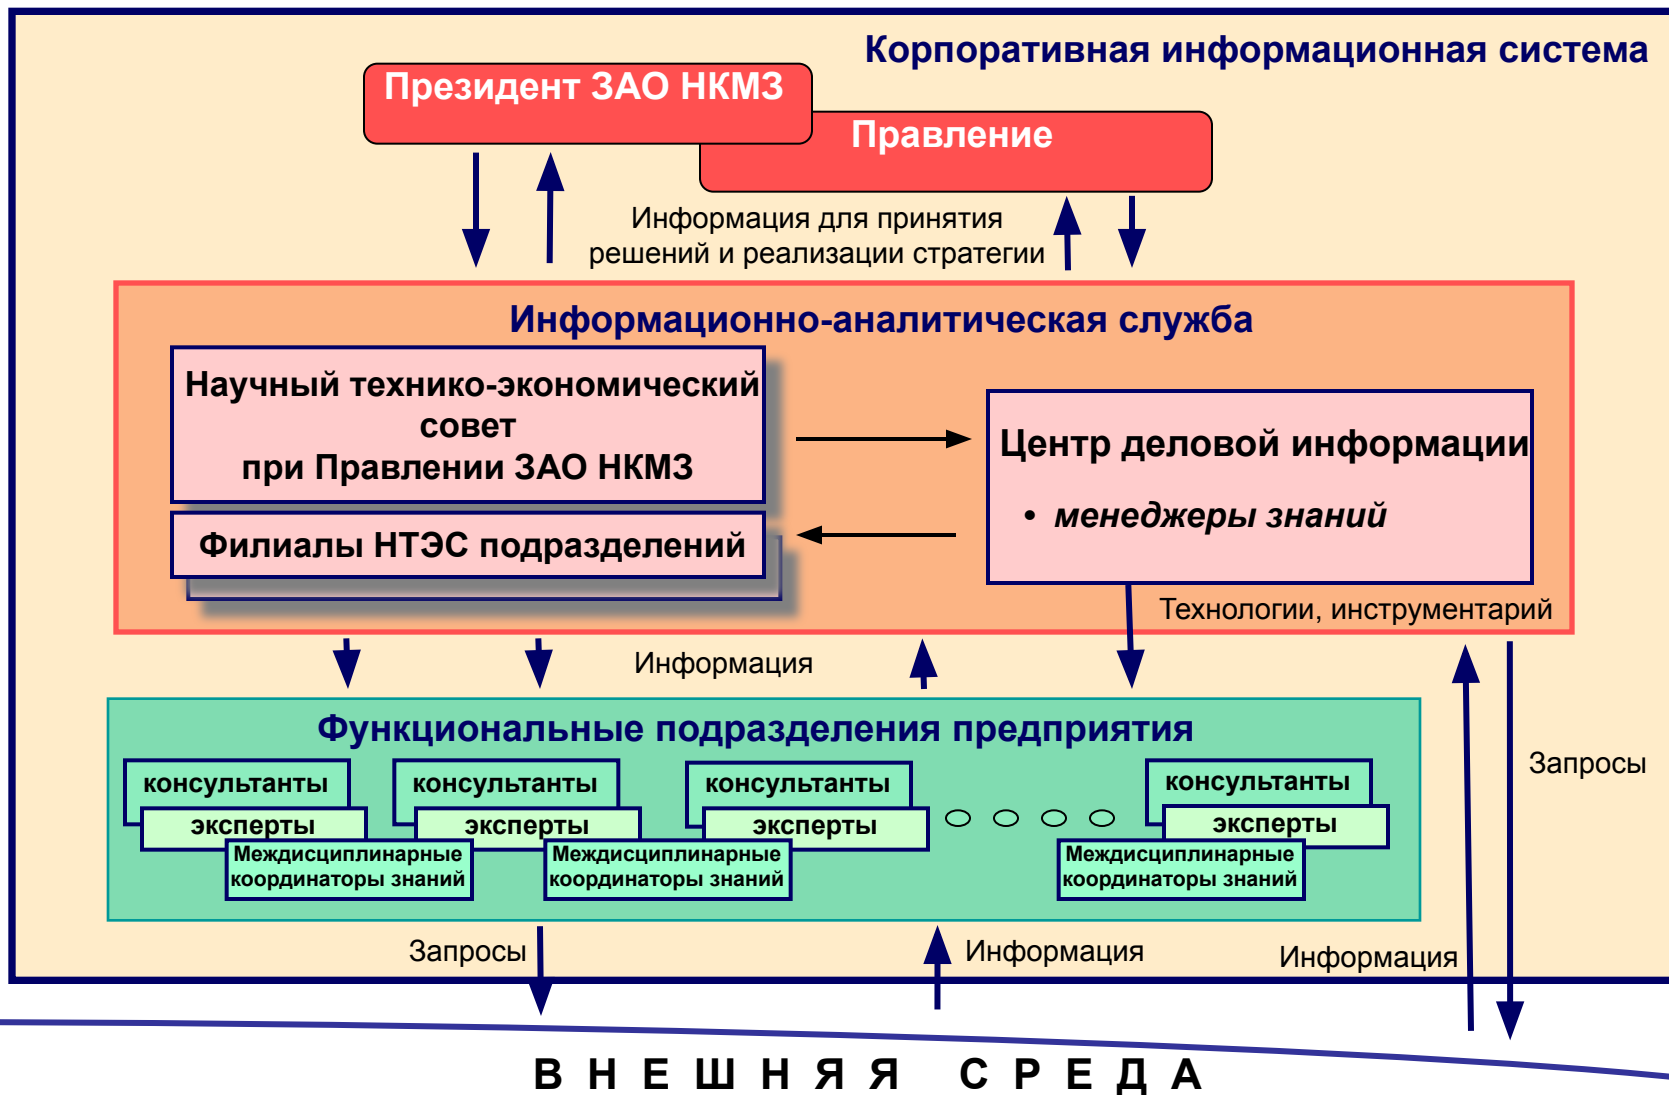 Корпоративная информационная система
Президент ЗАО НКМЗ
Правление
Информация для принятия
решений и реализации стратегии
Информационно-аналитическая служба
Научный технико-экономический
совет
при Правлении ЗАО НКМЗ
Филиалы НТЭС подразделений
Центр деловой информации
• менеджеры знаний
Технологии, инструментарий
Информация
Функциональные подразделения предприятия
консультанты
эксперты
Междисциплинарные
координаторы знаний
консультанты
эксперты
Междисциплинарные
координаторы знаний
консультанты
эксперты
консультанты
эксперты
Междисциплинарные
координаторы знаний
Запросы
Запросы
Информация
Информация
ВНЕШНЯЯ СРЕДА